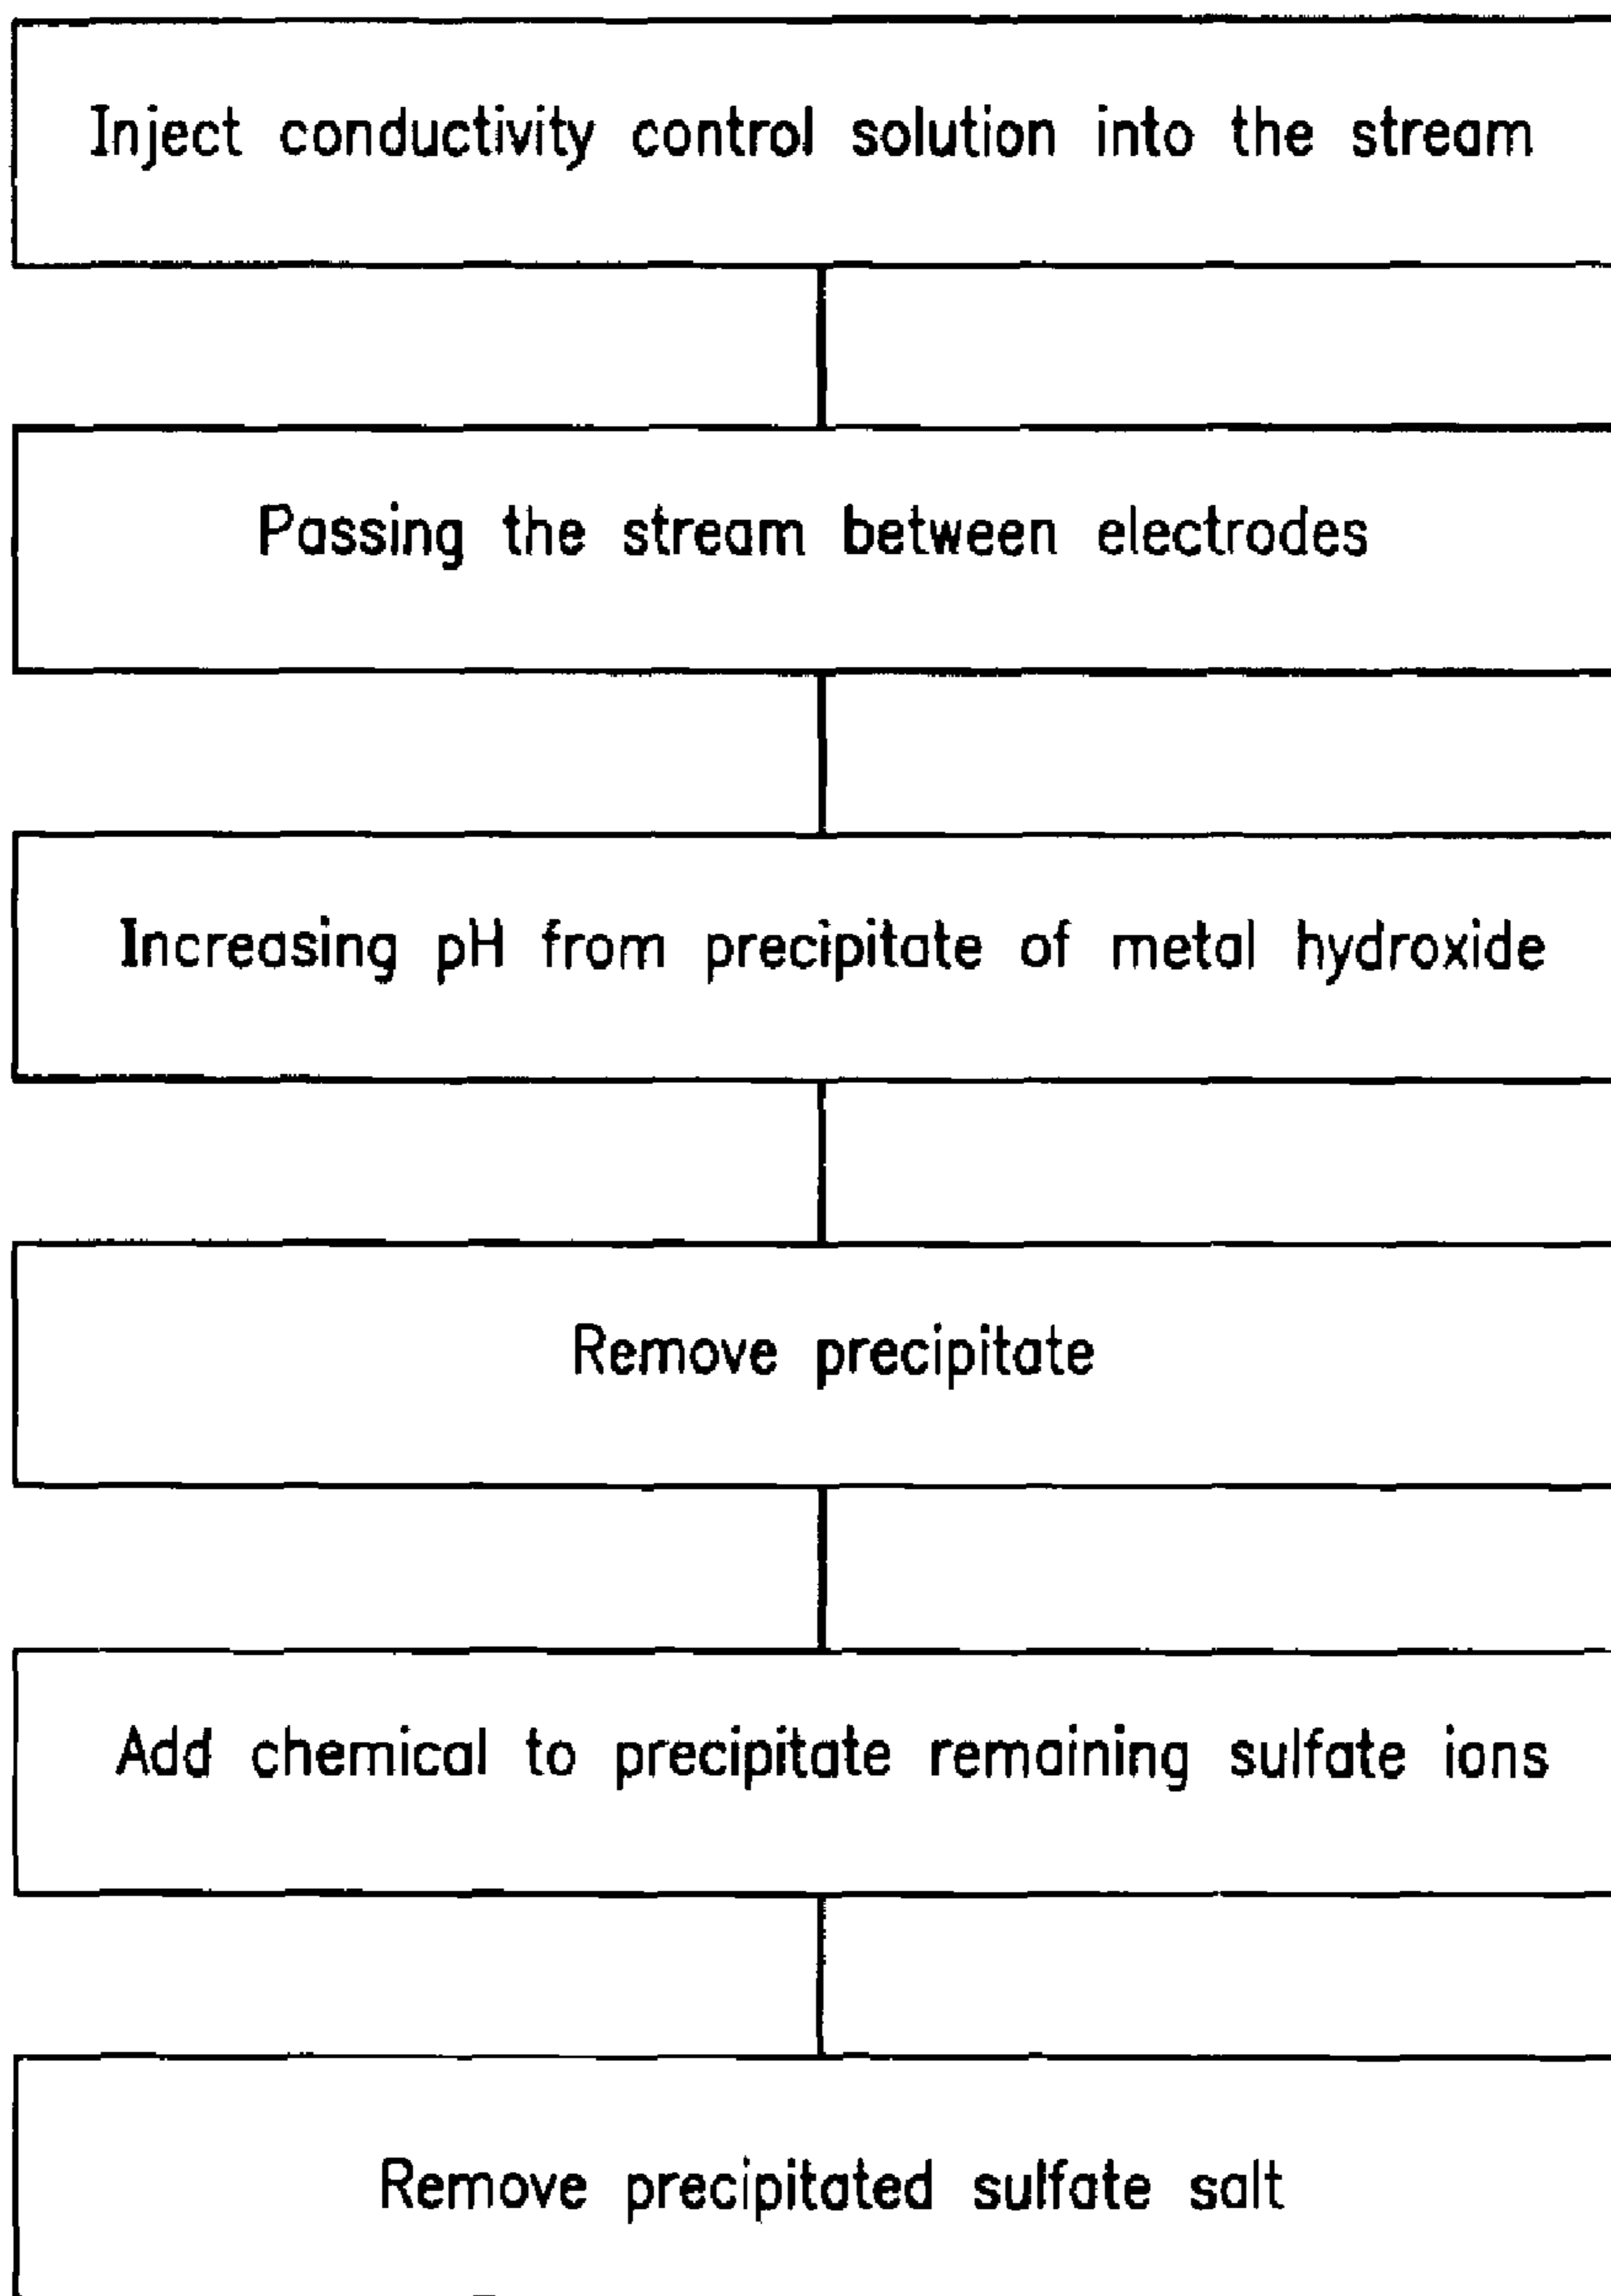 Inject conductivity control solution into the stream
Passing the stream between electrodes
Increasing pH from precipitate of metal hydroxide
Remove precipitate
Add chemical to precipitate remaining sulfate ions
Remove precipitated sulfate salt